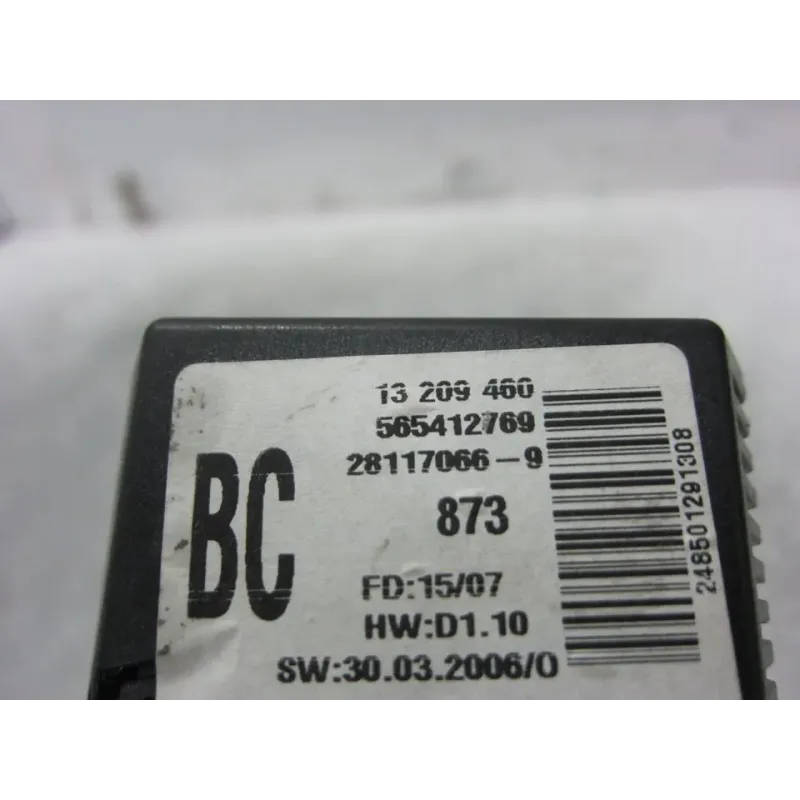 13 209 460
565412769
28117066-9
BC
873
FD:15/07
HW:D1.10
SW:30.03.2006/0
248501291308